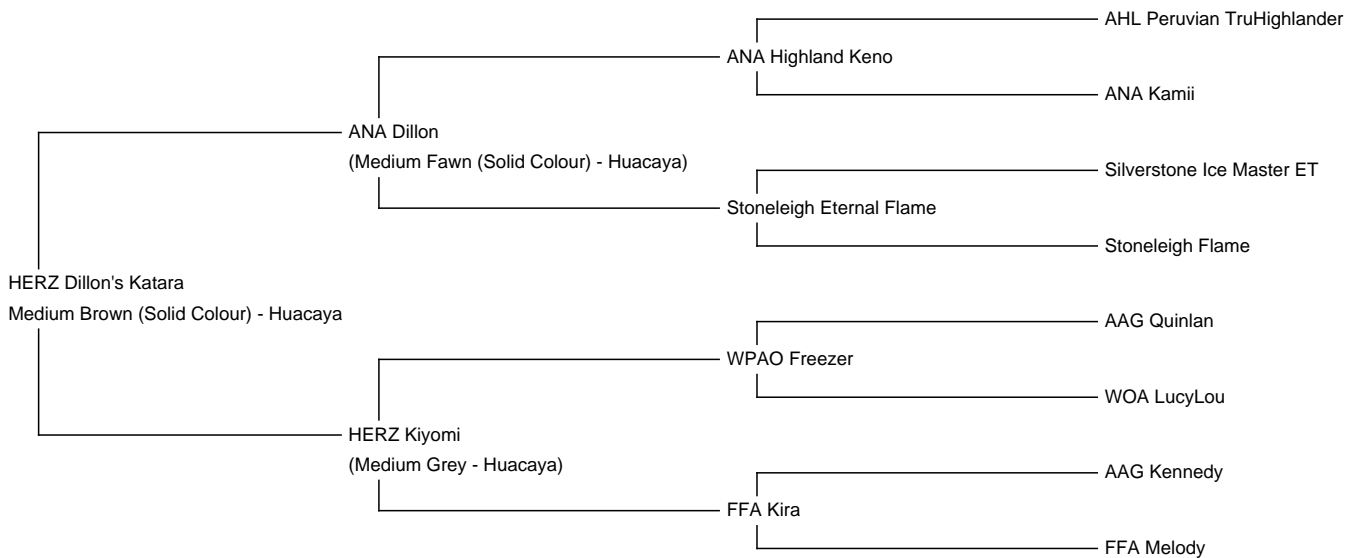 AHL Peruvian TruHighlander
ANA Highland Keno
ANA Kamii
ANA Dillon
(Medium Fawn (Solid Colour) - Huacaya)
Silverstone Ice Master ET
Stoneleigh Eternal Flame
Stoneleigh Flame
HERZ Dillon's Katara
Medium Brown (Solid Colour) - Huacaya
AAG Quinlan
WPAO Freezer
WOA LucyLou
HERZ Kiyomi
(Medium Grey - Huacaya)
AAG Kennedy
FFA Kira
FFA Melody